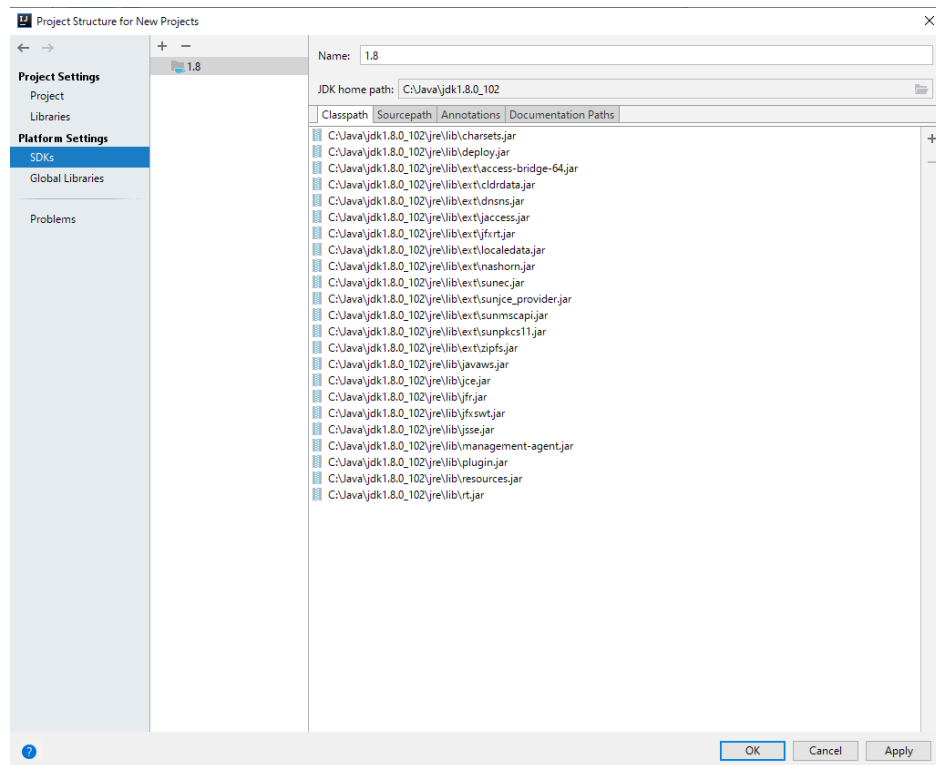 Project Structure for New Projects
Project Settings
Project
Libraries
Platform Settings
SDKs
Global Libraries
Problems
1.8
Name: 1.8
JDK home path: C:\Java\jdk1.8.0_102
Classpath Sourcepath Annotations Documentation Paths
C:\Java\jdk1.8.0_102\jre\lib\charsets.jar
C:\Java\jdk1.8.0_102\jre\lib\deploy.jar
C:\Java\jdk1.8.0_102\jre\lib\ext\access-bridge-64.jar
C:\Java\jdk1.8.0_102\jre\lib\ext\cldrdata.jar
C:\Java\jdk1.8.0_102\jre\lib\ext\dnsns.jar
C:\Java\jdk1.8.0_102\jre\lib\ext\jaccess.jar
C:\Java\jdk1.8.0_102\jre\lib\ext\jfxrt.jar
C:\Java\jdk1.8.0_102\jre\lib\ext\localedata.jar
C:\Java\jdk1.8.0_102\jre\lib\ext\nashorn.jar
C:\Java\jdk1.8.0_102\jre\lib\ext\sunec.jar
C:\Java\jdk1.8.0_102\jre\lib\ext\sunjce_provider.jar
C:\Java\jdk1.8.0_102\jre\lib\ext\sunmscapi.jar
C:\Java\jdk1.8.0_102\jre\lib\ext\sunpkcs11.jar
C:\Java\jdk1.8.0_102\jre\lib\ext\zipfs.jar
C:\Java\jdk1.8.0_102\jre\lib\javaws.jar
C:\Java\jdk1.8.0_102\jre\lib\jce.jar
C:\Java\jdk1.8.0_102\jre\lib\jfr.jar
C:\Java\jdk1.8.0_102\jre\lib\jfxswt.jar
C:\Java\jdk1.8.0_102\jre\lib\jsse.jar
C:\Java\jdk1.8.0_102\jre\lib\management-agent.jar
C:\Java\jdk1.8.0_102\jre\lib\plugin.jar
C:\Java\jdk1.8.0_102\jre\lib\resources.jar
C:\Java\jdk1.8.0_102\jre\lib\rt.jar
OK Cancel Apply